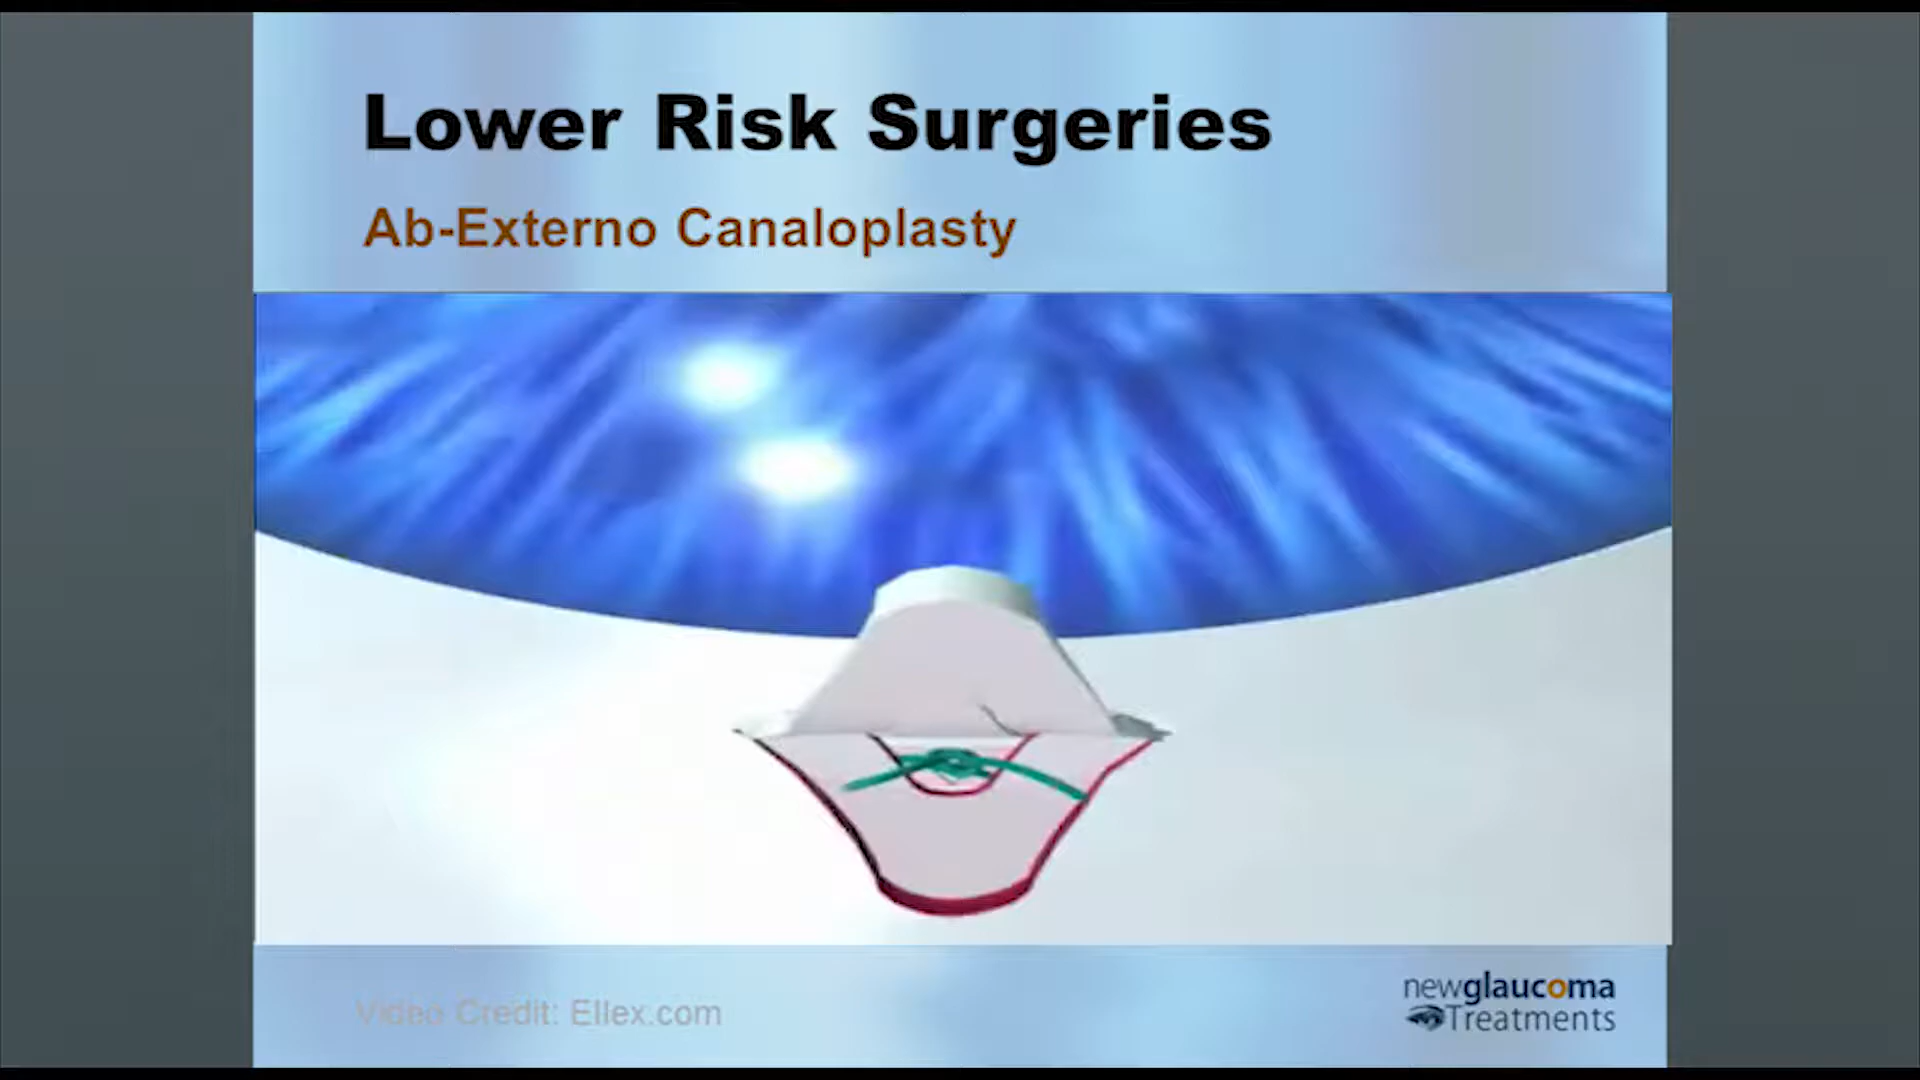 Lower Risk Surgeries
Ab-Externo Canaloplasty
Video Credit: Ellex.com
newglaucoma
Treatments